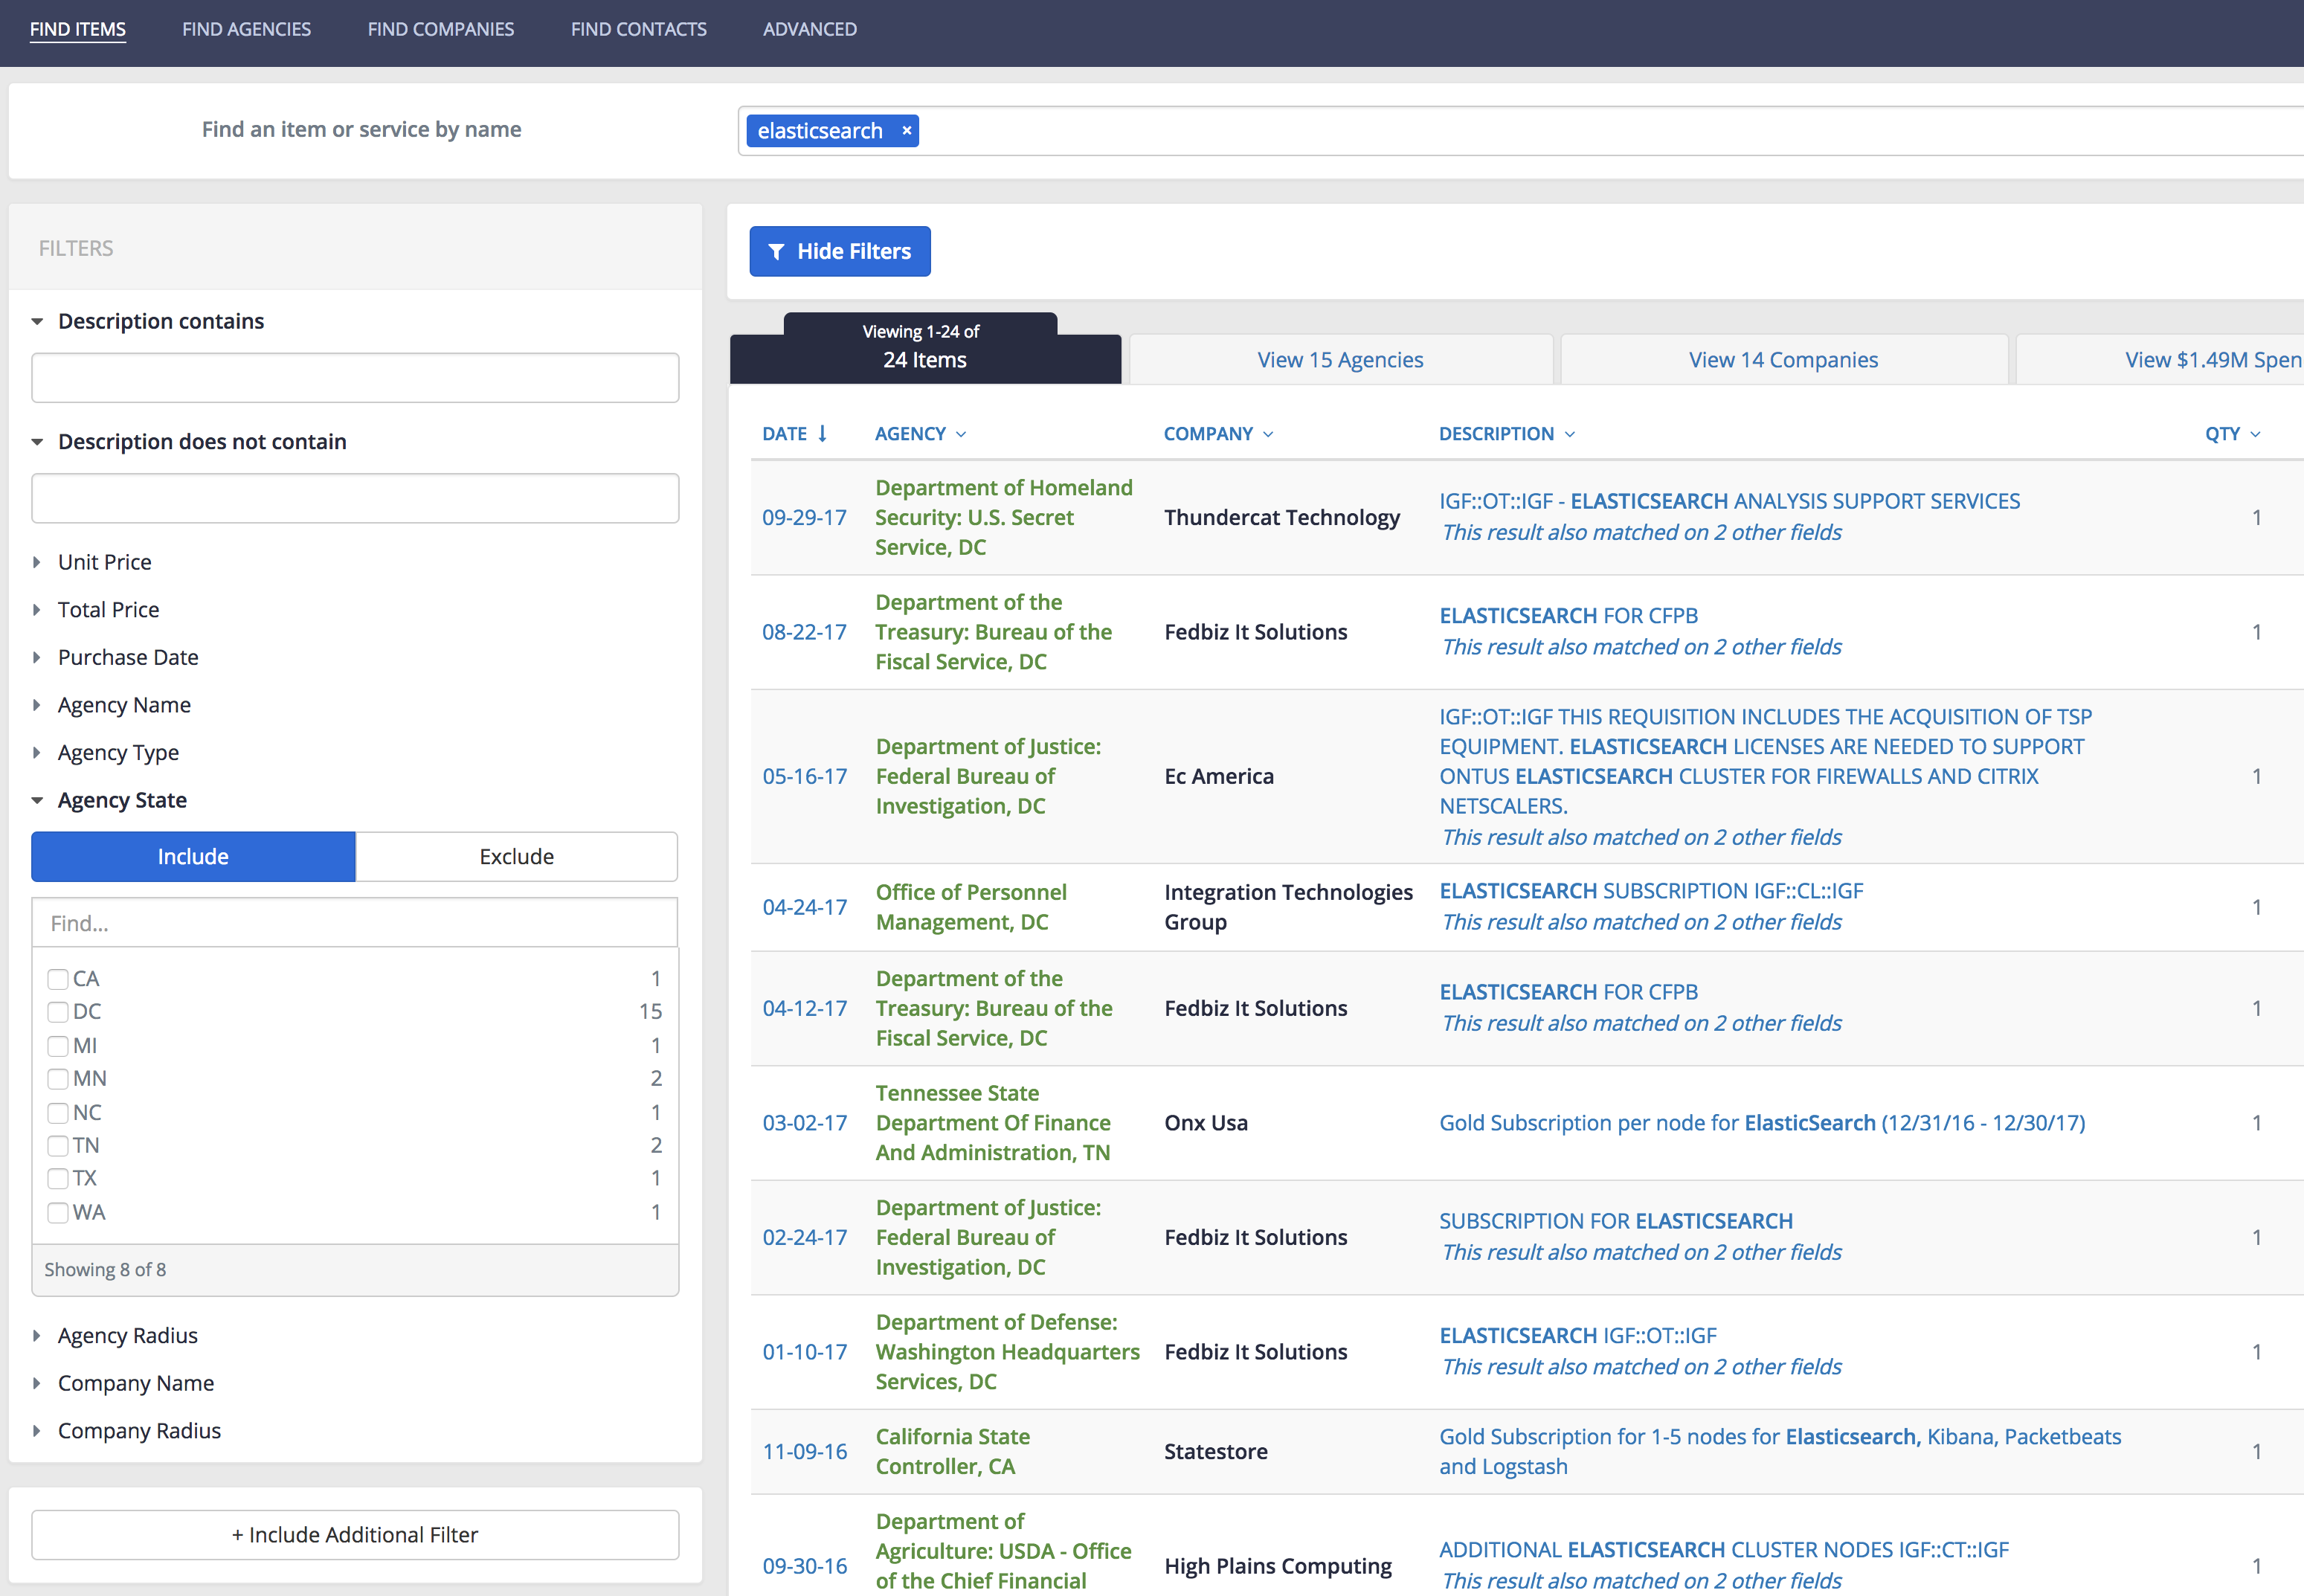 FIND ITEMS FIND AGENCIES FIND COMPANIES FIND CONTACTS ADVANCED
Find an item or service by name
elasticsearch ×
FILTERS
Description contains
Description does not contain
Unit Price
Total Price
Purchase Date
Agency Name
Agency Type
Agency State
Include Exclude
Find...
CA 1
DC 15
MI 1
MN 2
NC 1
TN 2
TX 1
WA 1
Showing 8 of 8
Agency Radius
Company Name
Company Radius
+ Include Additional Filter
Hide Filters
Viewing 1-24 of
24 Items
View 15 Agencies
View 14 Companies
View $1.49M Spen
DATE AGENCY COMPANY DESCRIPTION QTY
09-29-17
Department of Homeland
Security: U.S. Secret
Service, DC
Thundercat Technology
IGF::OT::IGF - ELASTICSEARCH ANALYSIS SUPPORT SERVICES
This result also matched on 2 other fields
1
08-22-17
Department of the
Treasury: Bureau of the
Fiscal Service, DC
Fedbiz It Solutions
ELASTICSEARCH FOR CFPB
This result also matched on 2 other fields
1
05-16-17
Department of Justice:
Federal Bureau of
Investigation, DC
Ec America
IGF::OT::IGF THIS REQUISITION INCLUDES THE ACQUISITION OF TSP
EQUIPMENT. ELASTICSEARCH LICENSES ARE NEEDED TO SUPPORT
ONTUS ELASTICSEARCH CLUSTER FOR FIREWALLS AND CITRIX
NETSCALERS.
This result also matched on 2 other fields
1
04-24-17
Office of Personnel
Management, DC
Integration Technologies
Group
ELASTICSEARCH SUBSCRIPTION IGF::CL::IGF
This result also matched on 2 other fields
1
04-12-17
Department of the
Treasury: Bureau of the
Fiscal Service, DC
Fedbiz It Solutions
ELASTICSEARCH FOR CFPB
This result also matched on 2 other fields
1
03-02-17
Tennessee State
Department Of Finance
And Administration, TN
Onx Usa
Gold Subscription per node for ElasticSearch (12/31/16 - 12/30/17)
1
02-24-17
Department of Justice:
Federal Bureau of
Investigation, DC
Fedbiz It Solutions
SUBSCRIPTION FOR ELASTICSEARCH
This result also matched on 2 other fields
1
01-10-17
Department of Defense:
Washington Headquarters
Services, DC
Fedbiz It Solutions
ELASTICSEARCH IGF::OT::IGF
This result also matched on 2 other fields
1
11-09-16
California State
Controller, CA
Statestore
Gold Subscription for 1-5 nodes for Elasticsearch, Kibana, Packetbeats
and Logstash
1
09-30-16
Department of
Agriculture: USDA - Office
of the Chief Financial
High Plains Computing
ADDITIONAL ELASTICSEARCH CLUSTER NODES IGF::CT::IGF
This result also matched on 2 other fields
1